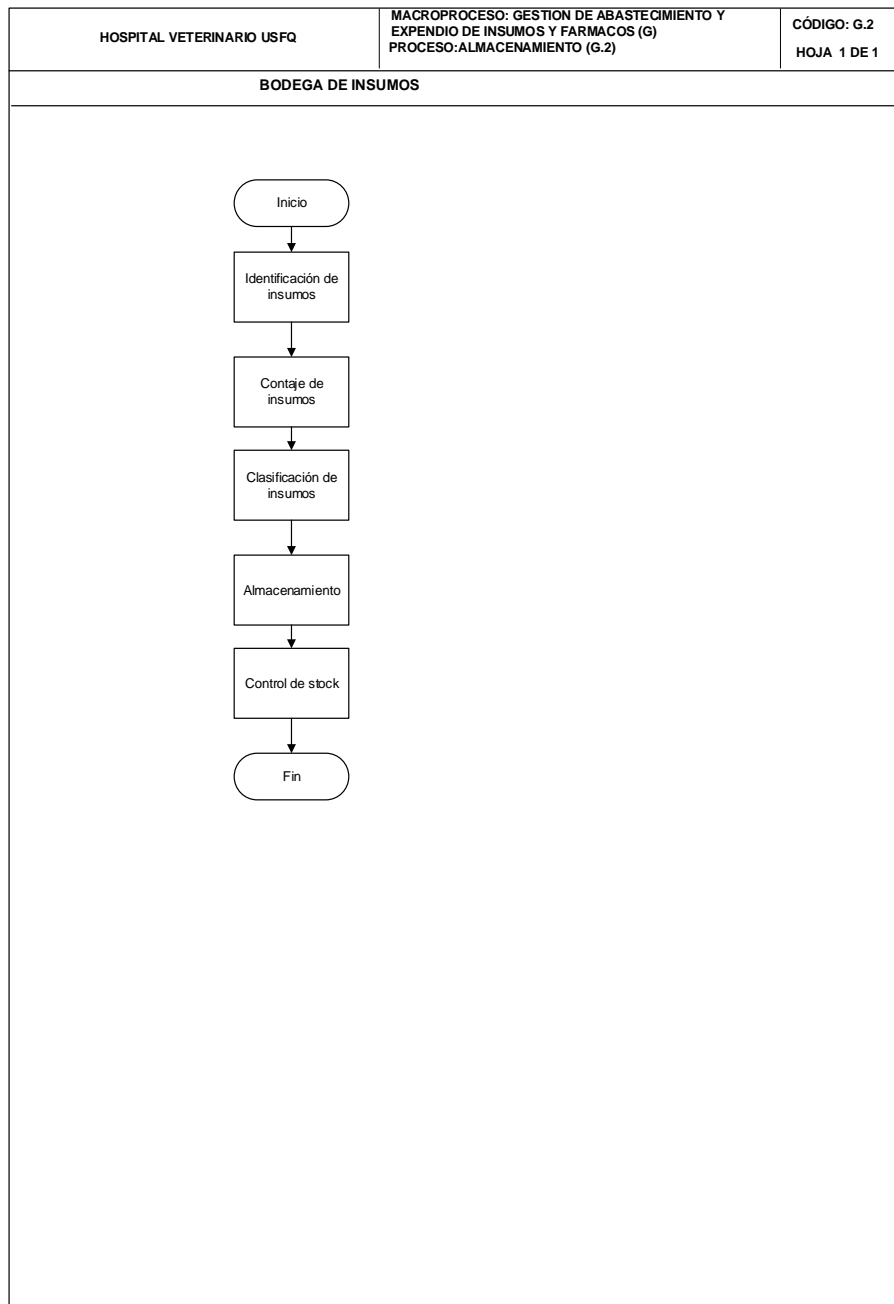 HOSPITAL VETERINARIO USFQ
MACROPROCESO: GESTION DE ABASTECIMIENTO Y
EXPENDIO DE INSUMOS Y FARMACOS (G)
PROCESO:ALMACENAMIENTO (G.2)
CÓDIGO: G.2
HOJA 1 DE 1
BODEGA DE INSUMOS
Inicio
Identificación de
insumos
Contaje de
insumos
Clasificación de
insumos
Almacenamiento
Control de stock
Fin